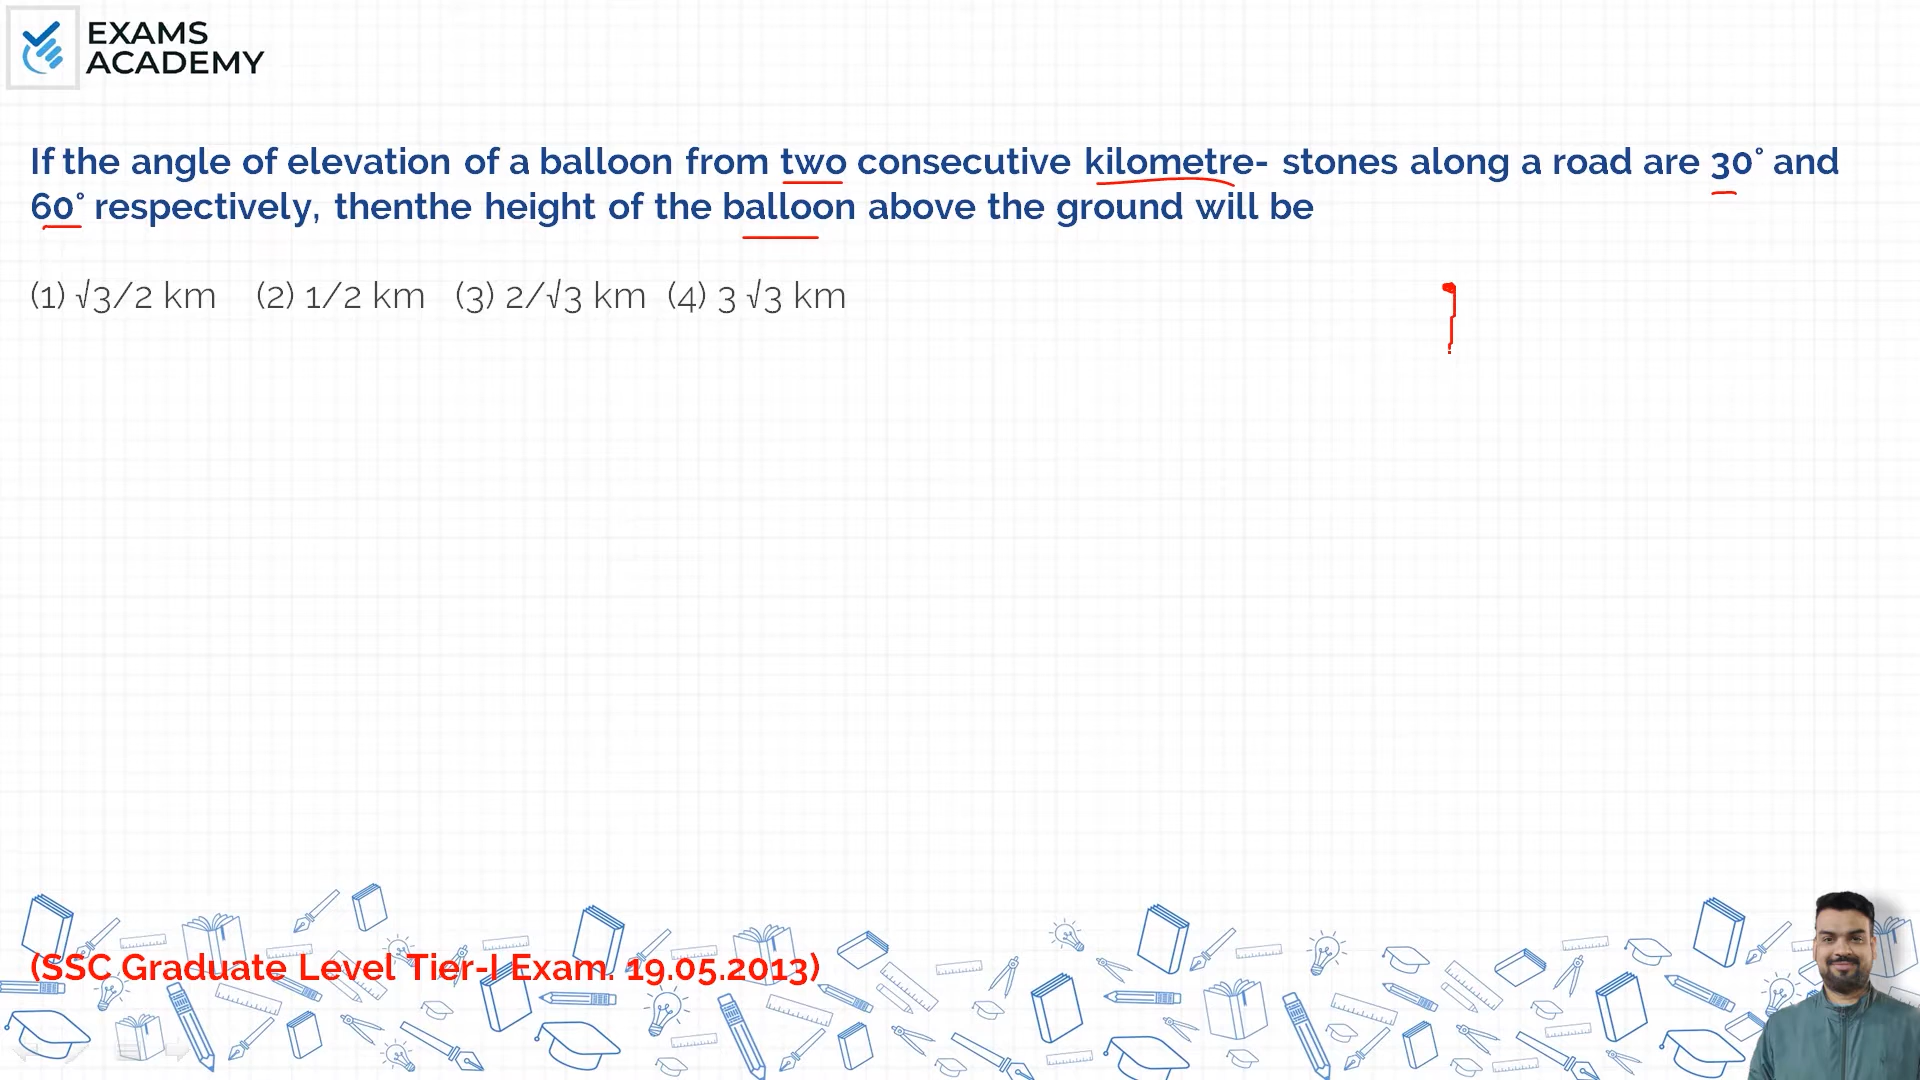 EXAMS
ACADEMY
If the angle of elevation of a balloon from two consecutive kilometre- stones along a road are 30° and
60° respectively, thenthe height of the balloon above the ground will be
(1) √3/2 km (2) 1/2 km (3) 2/√3 km (4) 3 √3 km
(SSC Graduate Level Tier-I Exam. 19.05.2013)